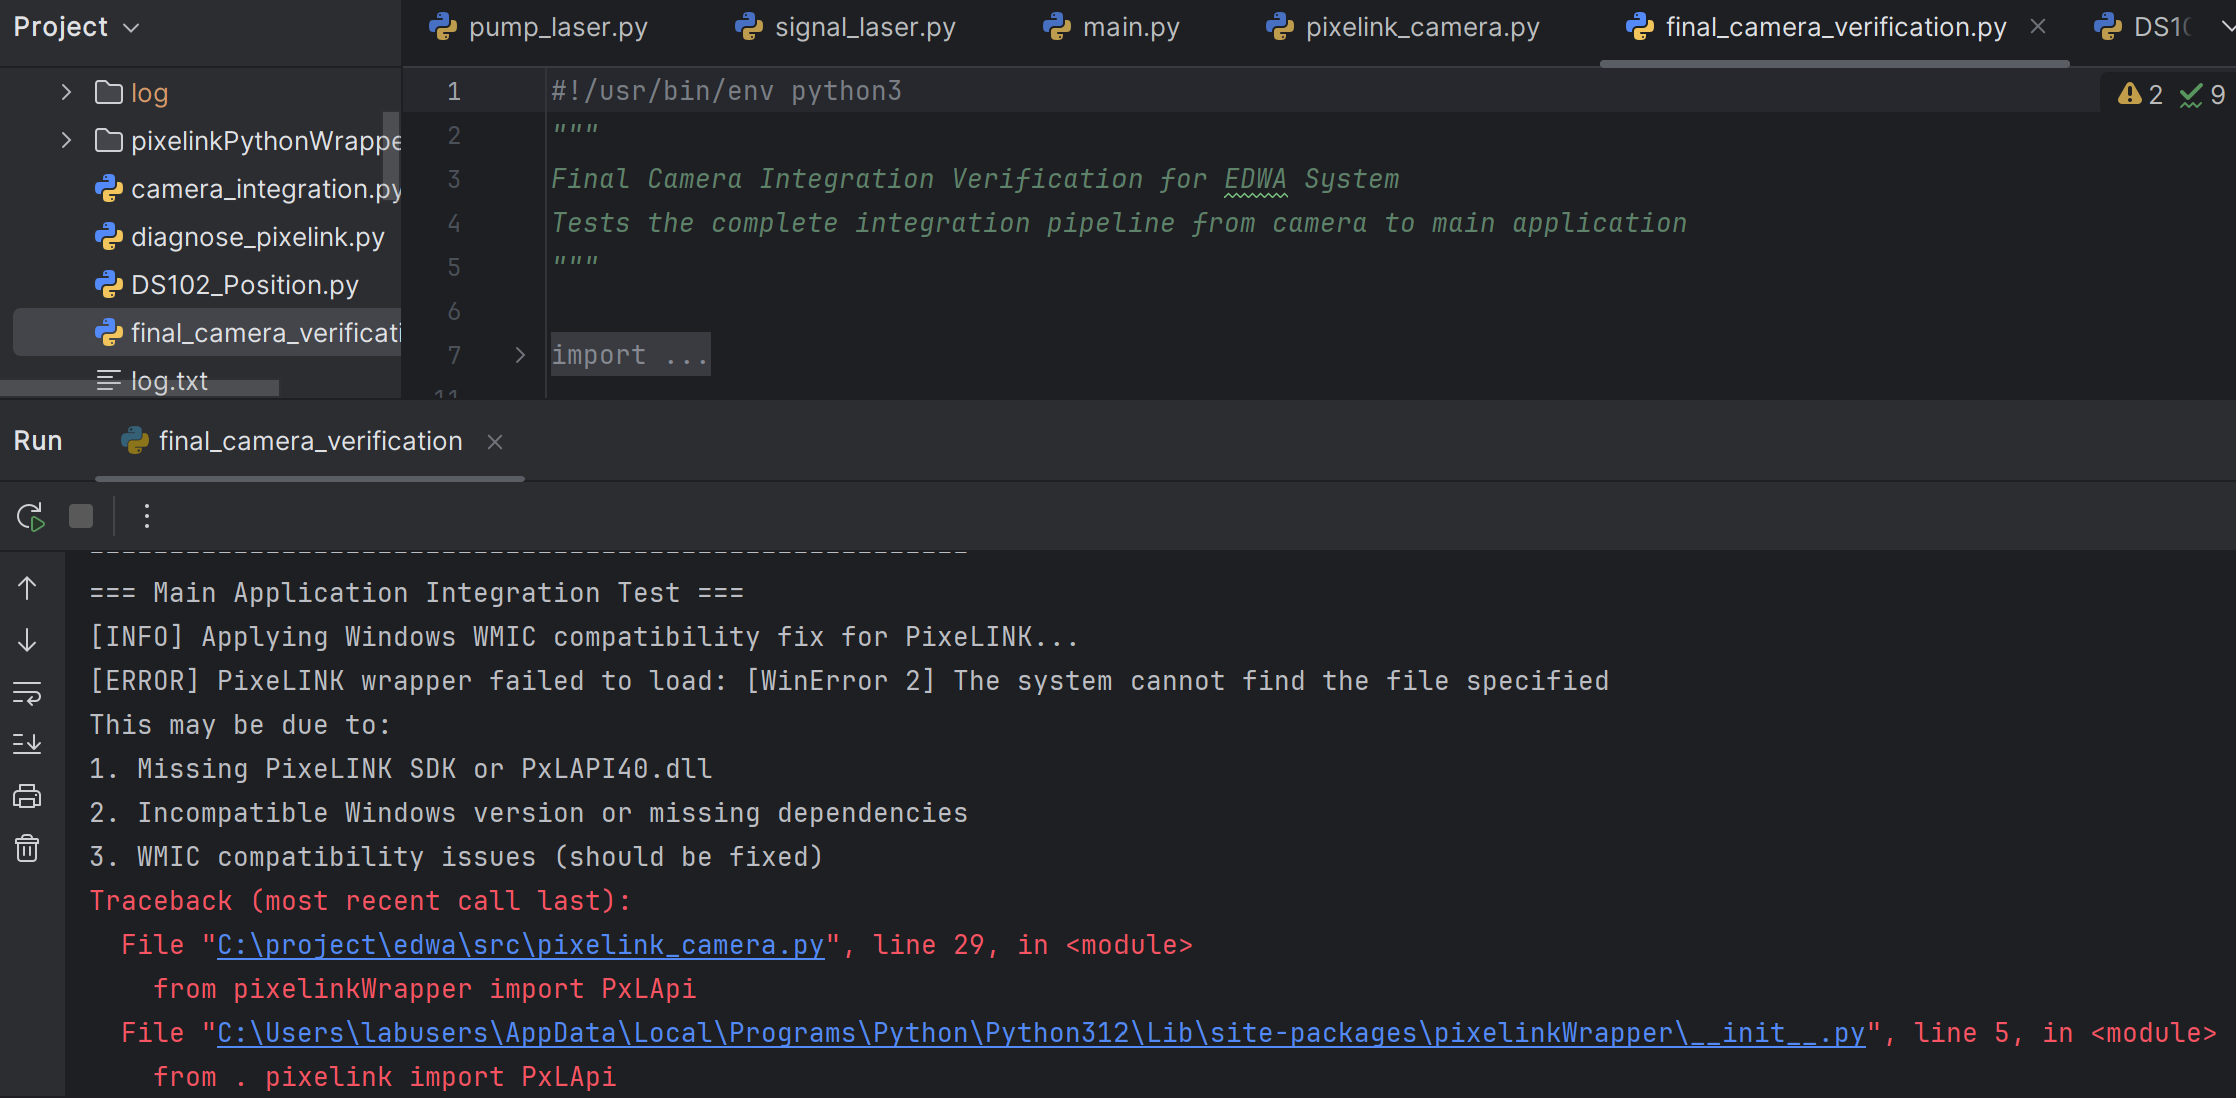 Project
pump_laser.py
signal_laser.py
main.py
pixelink_camera.py
final_camera_verification.py
log
pixelinkPythonWrappe
camera_integration.py
diagnose_pixelink.py
DS102_Position.py
final_camera_verificati
log.txt
2 9
1 #!/usr/bin/env python3
2 """
3 Final Camera Integration Verification for EDWA System
4 Tests the complete integration pipeline from camera to main application
5 """
6
7 import ...
11
Run
final_camera_verification
=== Main Application Integration Test ===
[INFO] Applying Windows WMIC compatibility fix for PixeLINK...
[ERROR] PixeLINK wrapper failed to load: [WinError 2] The system cannot find the file specified
This may be due to:
1. Missing PixeLINK SDK or PxLAPI40.dll
2. Incompatible Windows version or missing dependencies
3. WMIC compatibility issues (should be fixed)
Traceback (most recent call last):
  File "C:\project\edwa\src\pixelink_camera.py", line 29, in <module>
    from pixelinkWrapper import PxLApi
  File "C:\Users\labusers\AppData\Local\Programs\Python\Python312\Lib\site-packages\pixelinkWrapper\__init__.py", line 5, in <module>
    from . pixelink import PxLApi